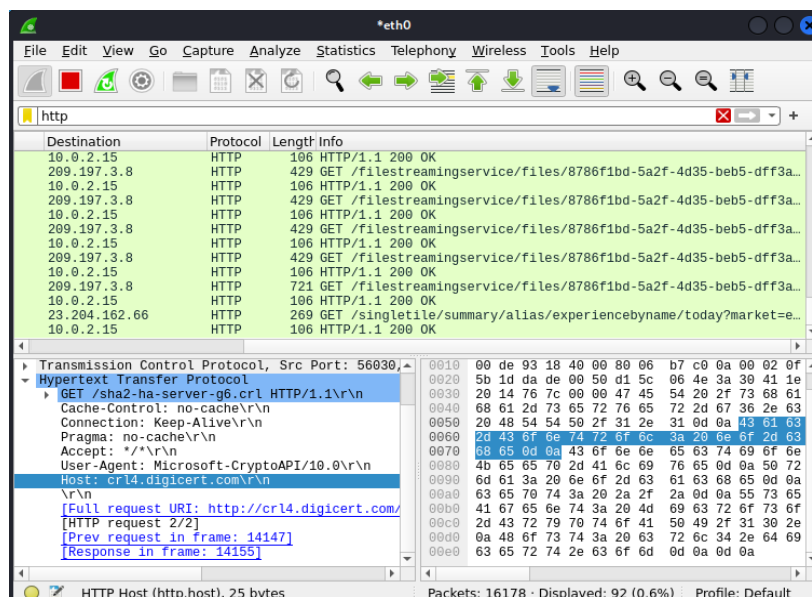 *eth0
File Edit View Go Capture Analyze Statistics Telephony Wireless Tools Help
http
Destination Protocol Length Info
10.0.2.15 HTTP 106 HTTP/1.1 200 OK
209.197.3.8 HTTP 429 GET /filestreamingservice/files/8786f1bd-5a2f-4d35-beb5-dff3a…
10.0.2.15 HTTP 106 HTTP/1.1 200 OK
209.197.3.8 HTTP 429 GET /filestreamingservice/files/8786f1bd-5a2f-4d35-beb5-dff3a…
10.0.2.15 HTTP 106 HTTP/1.1 200 OK
209.197.3.8 HTTP 429 GET /filestreamingservice/files/8786f1bd-5a2f-4d35-beb5-dff3a…
10.0.2.15 HTTP 106 HTTP/1.1 200 OK
209.197.3.8 HTTP 429 GET /filestreamingservice/files/8786f1bd-5a2f-4d35-beb5-dff3a…
10.0.2.15 HTTP 106 HTTP/1.1 200 OK
209.197.3.8 HTTP 721 GET /filestreamingservice/files/8786f1bd-5a2f-4d35-beb5-dff3a…
23.204.162.66 HTTP 269 GET /singletile/summary/alias/experiencebyname/today?market=e…
10.0.2.15 HTTP 106 HTTP/1.1 200 OK
Transmission Control Protocol, Src Port: 56030,
Hypertext Transfer Protocol
GET /sha2-ha-server-g6.crl HTTP/1.1\r\n
Cache-Control: no-cache\r\n
Connection: Keep-Alive\r\n
Pragma: no-cache\r\n
Accept: */*\r\n
User-Agent: Microsoft-CryptoAPI/10.0\r\n
Host: crl4.digicert.com\r\n
\r\n
[Full request URI: http://crl4.digicert.com/
[HTTP request 2/2]
[Prev request in frame: 14147]
[Response in frame: 14155]
0010 00 de 93 18 40 00 80 06 b7 c0 0a 00 02 0f
0020 5b 1d da de 00 50 d1 5c 06 4e 3a 30 41 1e
0030 20 14 76 7c 00 00 47 45 54 20 2f 73 68 61
0040 68 61 2d 73 65 72 76 65 72 2d 67 36 2e 63
0050 20 48 54 54 50 2f 31 2e 31 0d 0a 43 61 63
0060 2d 43 6f 6e 74 72 6f 6c 3a 20 6e 6f 2d 63
0070 68 65 0d 0a 43 6f 6e 6e 65 63 74 69 6f 6e
0080 4b 65 65 70 2d 41 6c 69 76 65 0d 0a 50 72
0090 6d 61 3a 20 6e 6f 2d 63 61 63 68 65 0d 0a
00a0 63 65 70 74 3a 20 2a 2f 2a 0d 0a 55 73 65
00b0 41 67 65 6e 74 3a 20 4d 69 63 72 6f 73 6f
00c0 2d 43 72 79 70 74 6f 41 50 49 2f 31 30 2e
00d0 0a 48 6f 73 74 3a 20 63 72 6c 34 2e 64 69
00e0 63 65 72 74 2e 63 6f 6d 0d 0a 0d 0a
HTTP Host (http.host), 25 bytes Packets: 16178 · Displayed: 92 (0.6%) Profile: Default